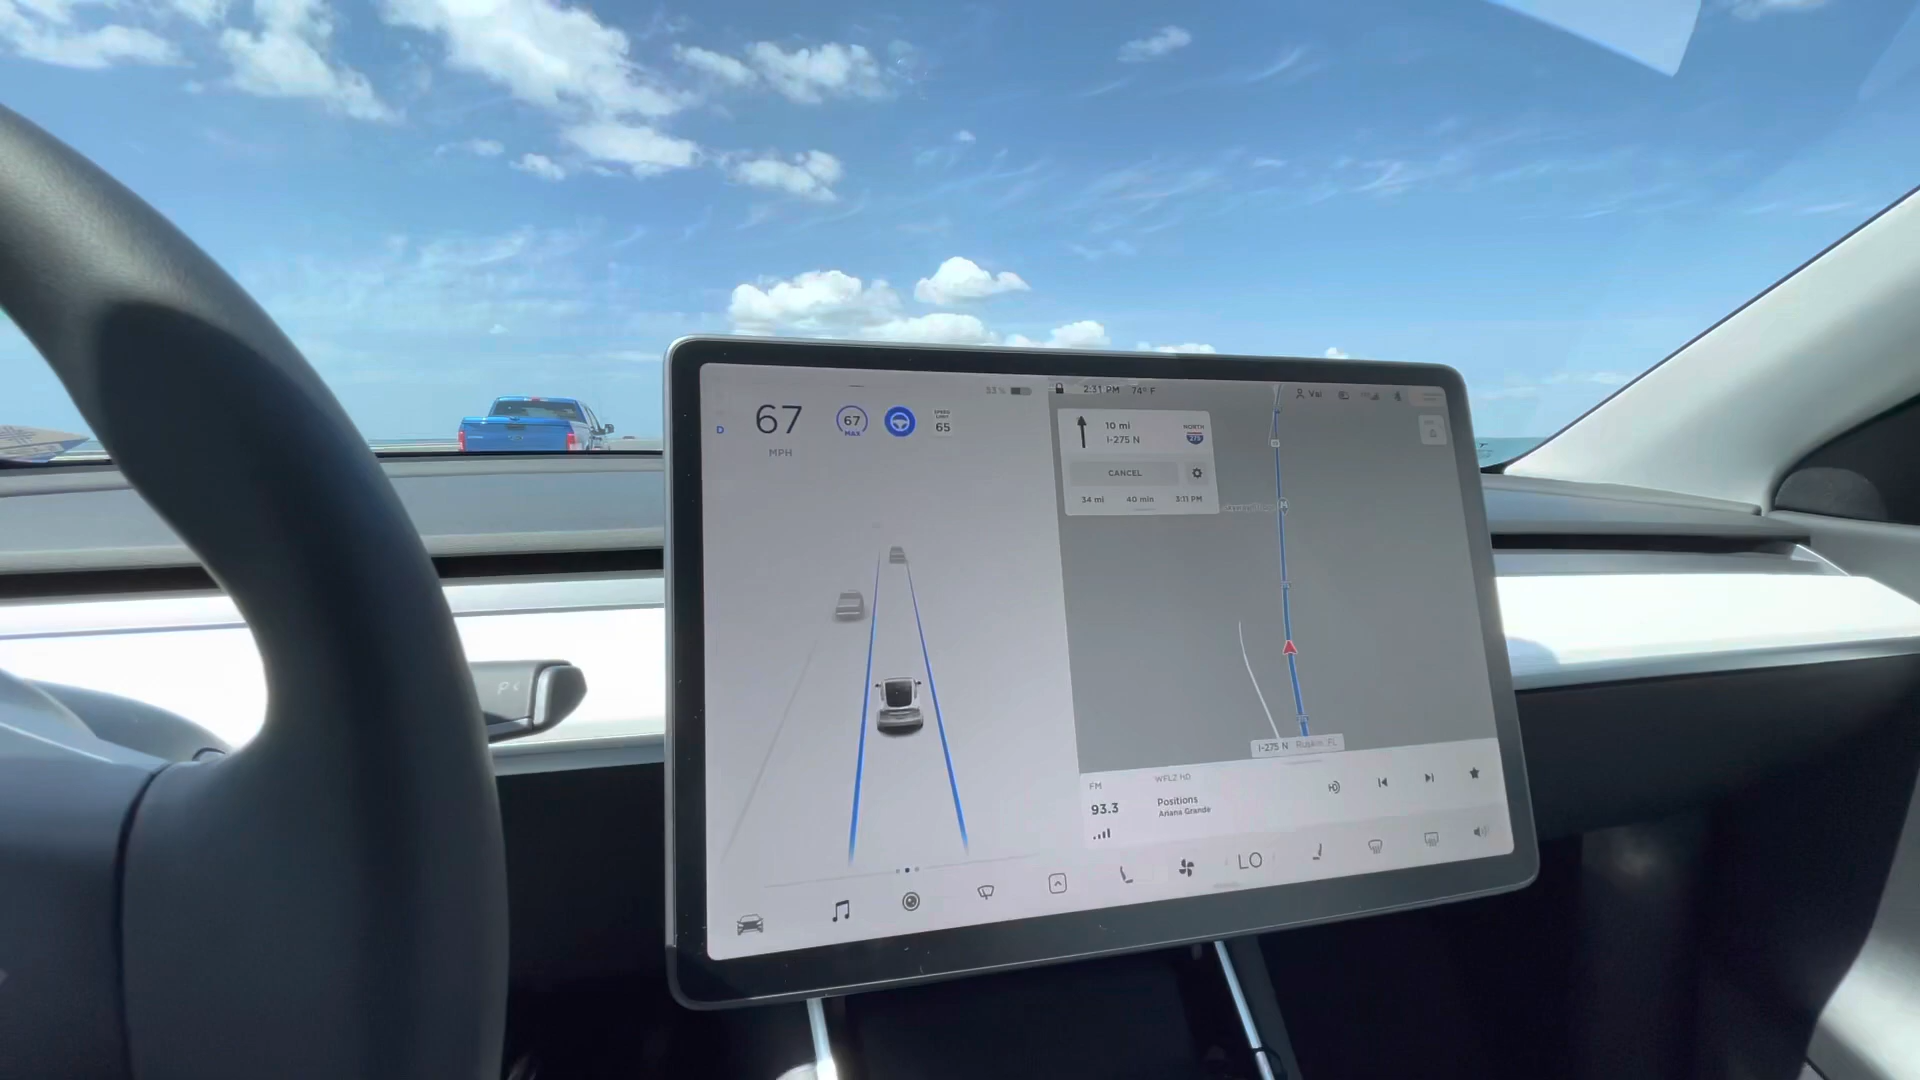 67
MPH
D
67
MAX
SPEED
LIMIT
65
2:31 PM 74° F
Val
10 mi
I-275 N
NORTH
275
CANCEL
34 mi 40 min 3:11 PM
I-275 N Ruskin, FL
FM
93.3
WFLZ HD
Positions
Ariana Grande
LO
P